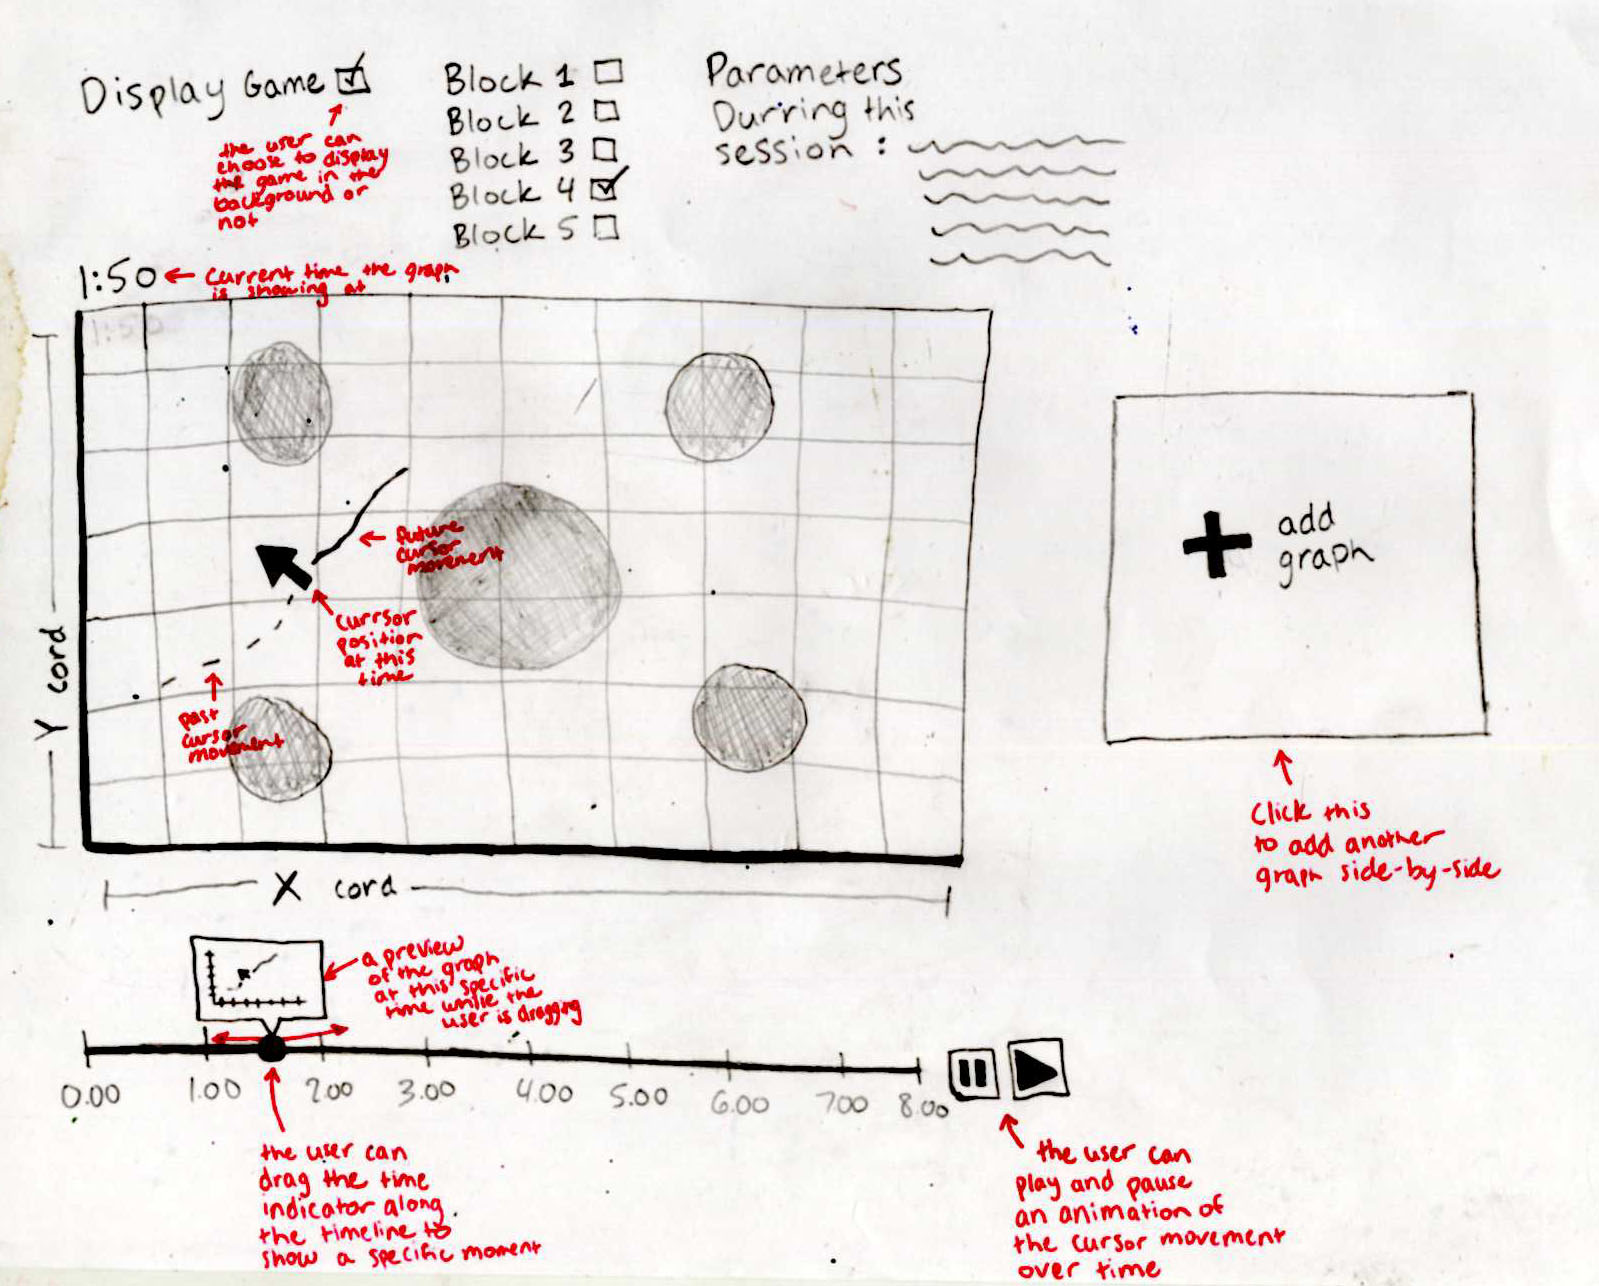 Display Game
the user can
choose to display
the game in the
background or
not
Block 1
Block 2
Block 3
Block 4
Block 5
Parameters
Durring this
session :
1:50
current time the graph
is showing at
1:50
future
cursor
movement
currsor
position
at this
time
past
cursor
movement
Y cord
X cord
add
graph
Click this
to add another
graph side-by-side
a preview
of the graph
at this specific
time while the
user is dragging
0.00 1.00 2.00 3.00 4.00 5.00 6.00 7.00 8.00
the user can
drag the time
indicator along
the timeline to
show a specific moment
the user can
play and pause
an animation of
the cursor movement
over time